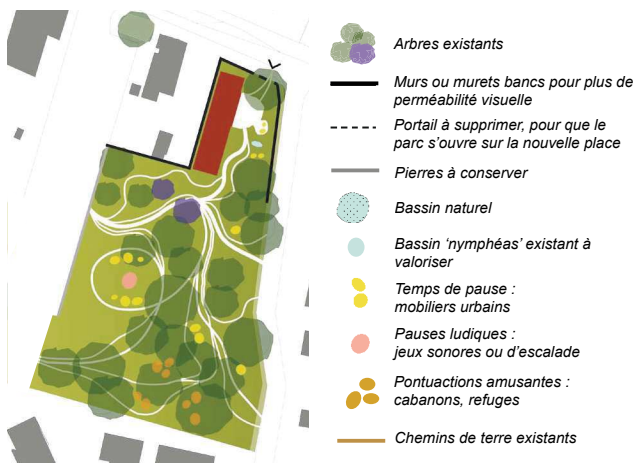 Arbres existants
Murs ou murets bancs pour plus de
perméabilité visuelle
Portail à supprimer, pour que le
parc s'ouvre sur la nouvelle place
Pierres à conserver
Bassin naturel
Bassin 'nymphéas' existant à
valoriser
Temps de pause :
mobiliers urbains
Pauses ludiques :
jeux sonores ou d'escalade
Pontuactions amusantes :
cabanons, refuges
Chemins de terre existants